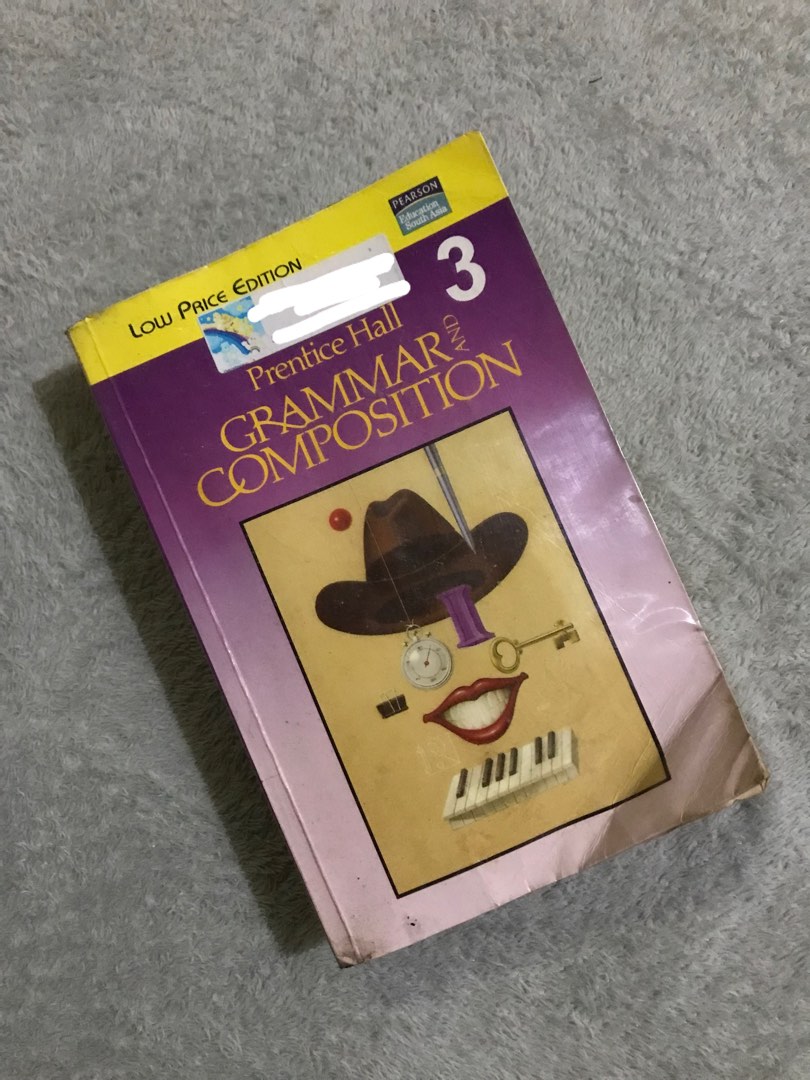 PEARSON
Education
South Asia
LOW PRICE EDITION
3
Prentice Hall
GRAMMAR AND
COMPOSITION